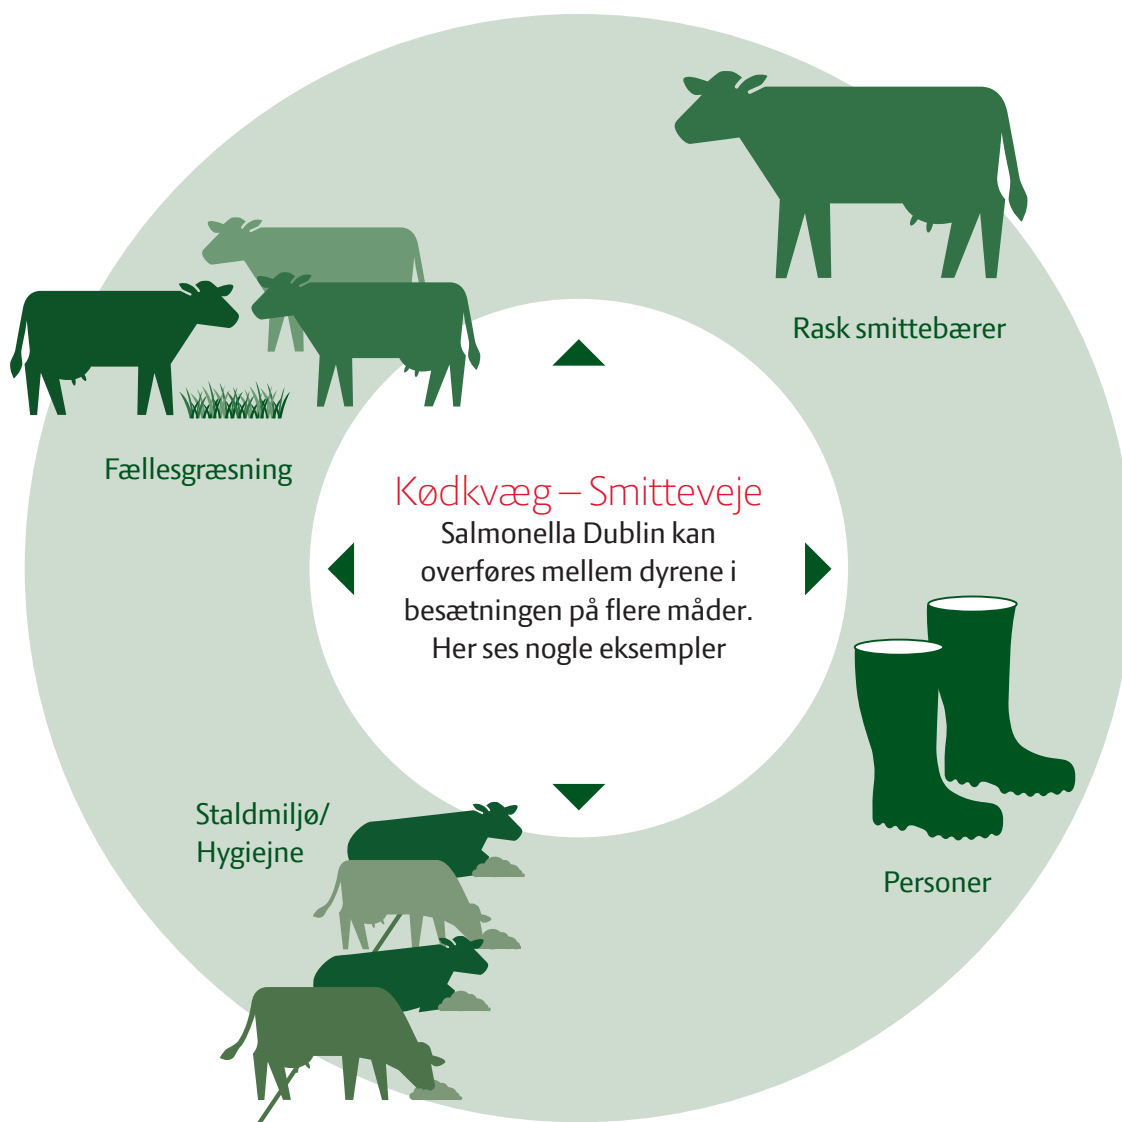 Rask smittebærer
Fællesgræsning
Kødkvæg – Smitteveje
Salmonella Dublin kan
overføres mellem dyrene i
besætningen på flere måder.
Her ses nogle eksempler
Staldmiljø/
Hygiejne
Personer